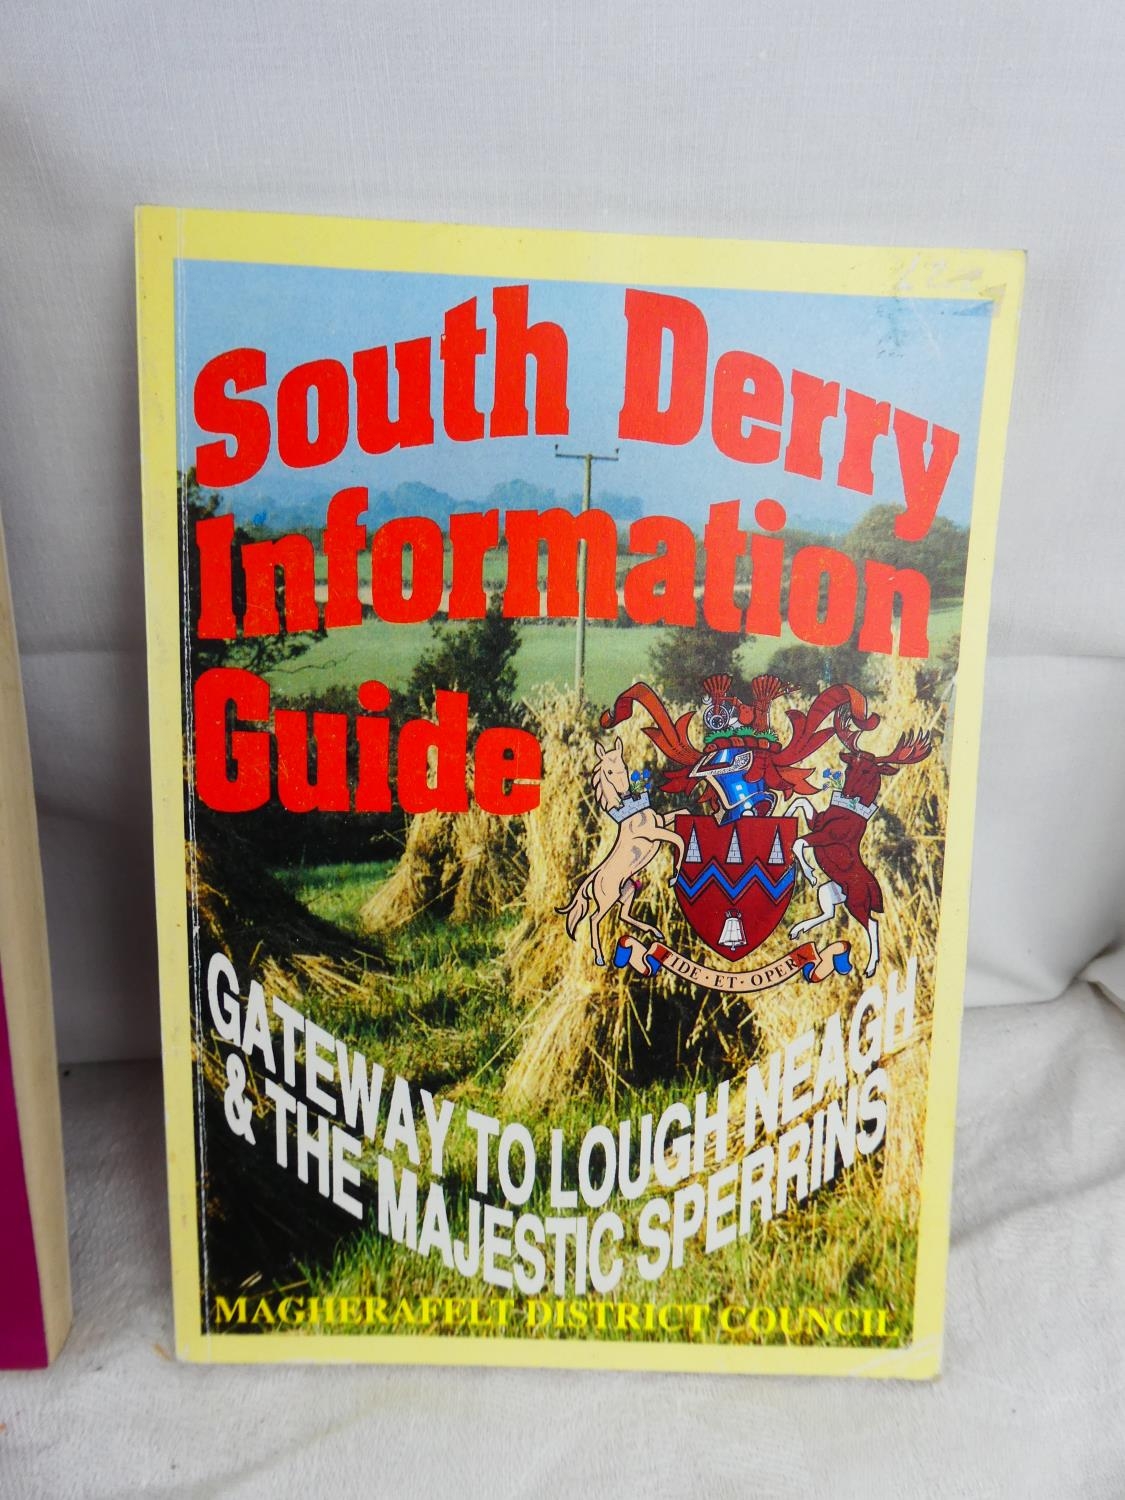 South Derry
Information
Guide
FIDE · ET · OPERA
GATEWAY TO LOUGH NEAGH
& THE MAJESTIC SPERRINS
MAGHERAFELT DISTRICT COUNCIL